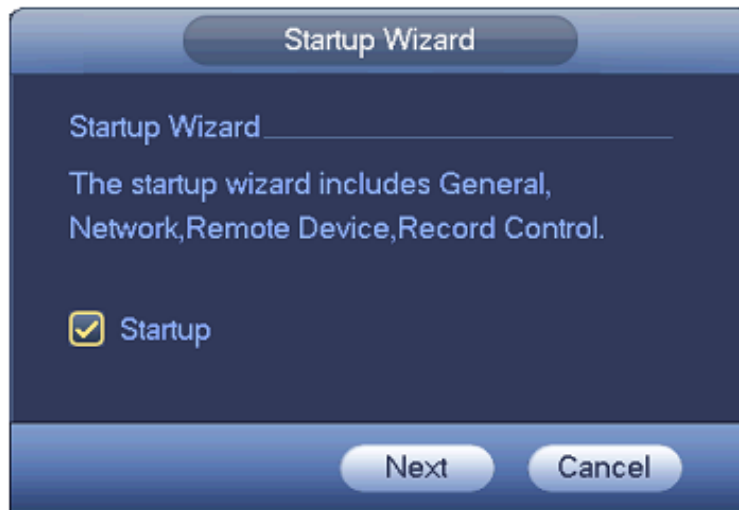 Startup Wizard
Startup Wizard
The startup wizard includes General,
Network,Remote Device,Record Control.
Startup
Next Cancel